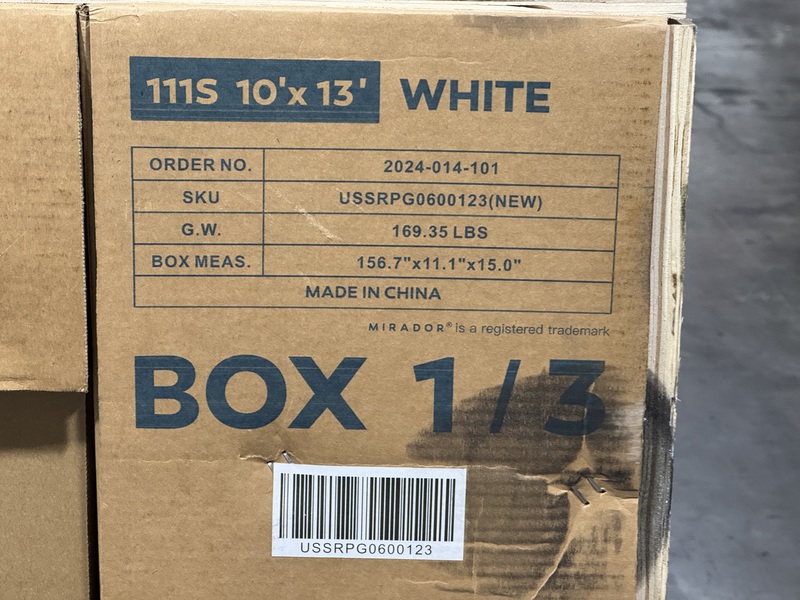 111S 10'x 13' WHITE
ORDER NO. 2024-014-101
SKU USSRPG0600123(NEW)
G.W. 169.35 LBS
BOX MEAS. 156.7"x11.1"x15.0"
MADE IN CHINA
MIRADOR® is a registered trademark
BOX 1/3
USSRPG0600123